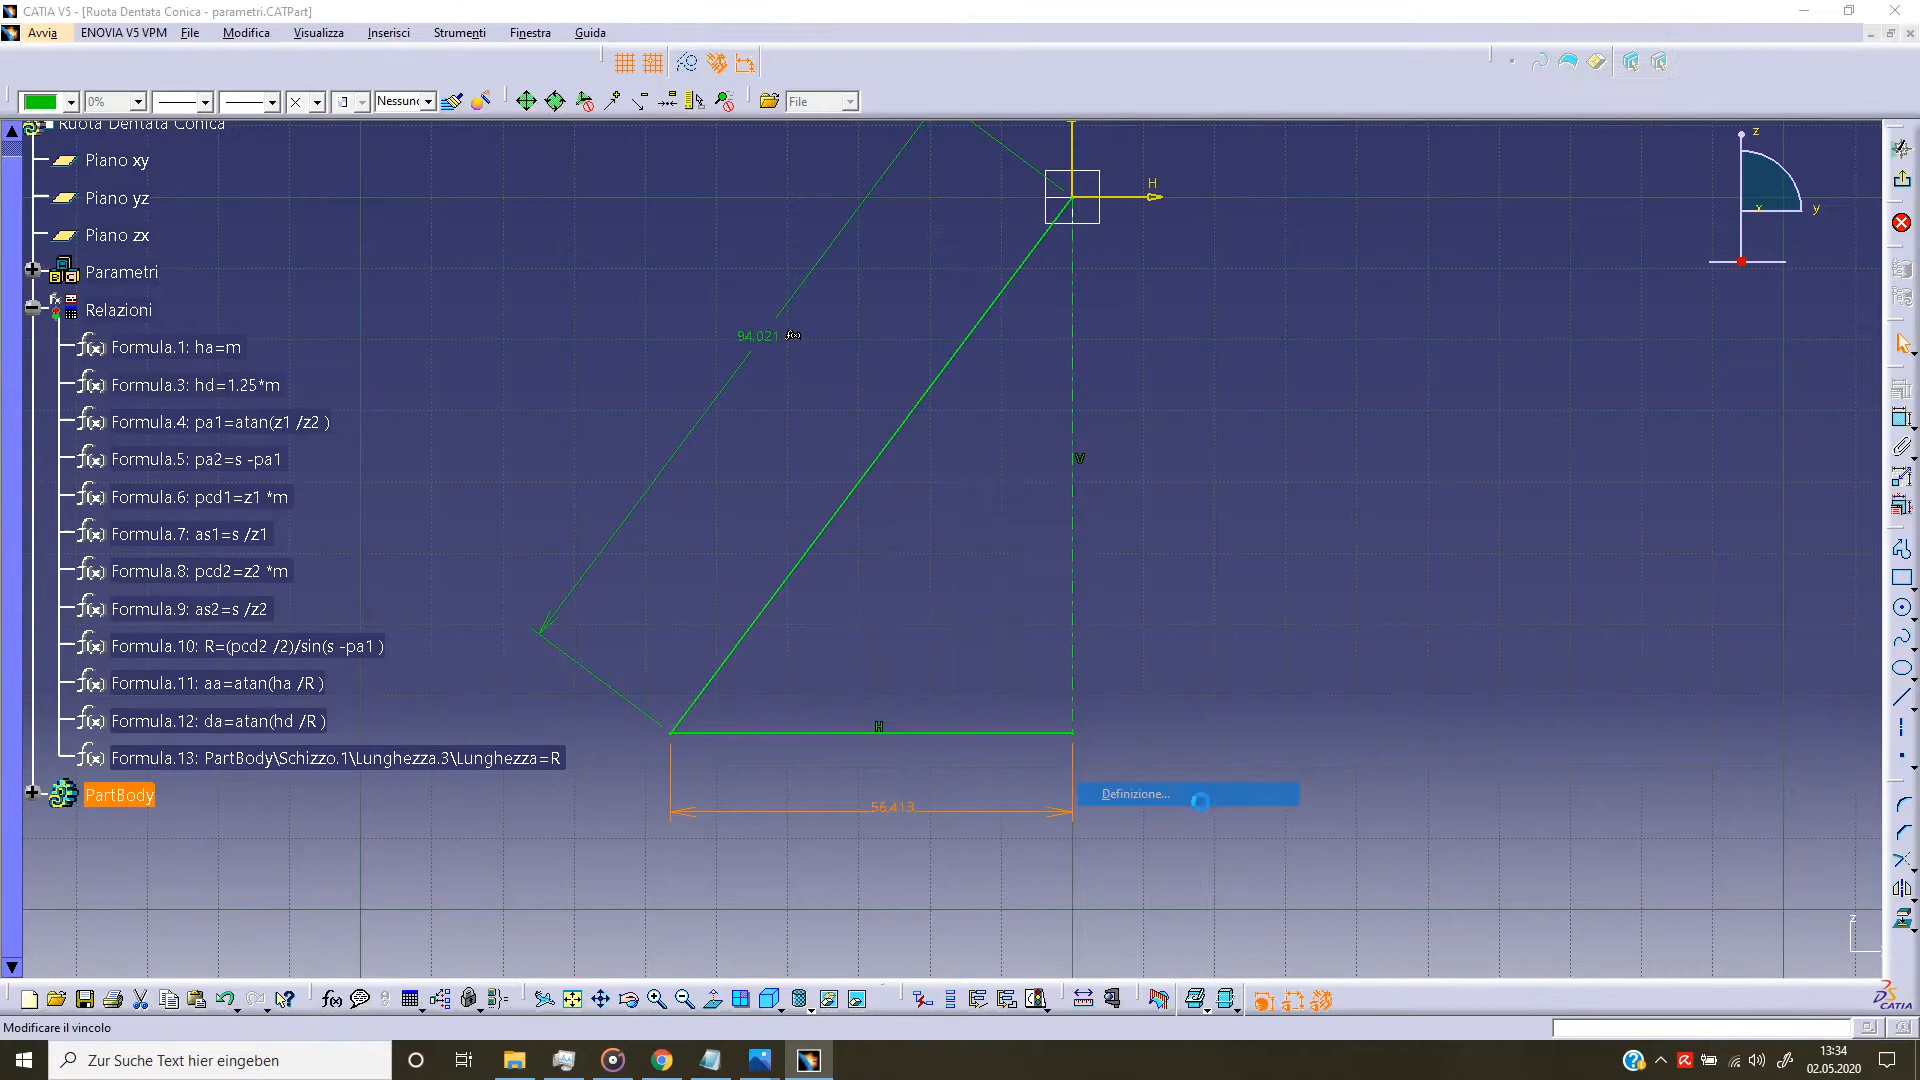 CATIA V5 - [Ruota Dentata Conica - parametri.CATPart]
Avvia ENOVIA V5 VPM File Modifica Visualizza Inserisci Strumenti Finestra Guida
0% Nessuno File
Ruota Dentata Conica
Piano xy
Piano yz
Piano zx
Parametri
Relazioni
Formula.1: ha=m
Formula.3: hd=1.25*m
Formula.4: pa1=atan(z1 /z2 )
Formula.5: pa2=s -pa1
Formula.6: pcd1=z1 *m
Formula.7: as1=s /z1
Formula.8: pcd2=z2 *m
Formula.9: as2=s /z2
Formula.10: R=(pcd2 /2)/sin(s -pa1 )
Formula.11: aa=atan(ha /R )
Formula.12: da=atan(hd /R )
Formula.13: PartBody\Schizzo.1\Lunghezza.3\Lunghezza=R
PartBody
94,021 f(x)
H
V
H
56,413
Definizione...
z
x y
z
CATIA
Modificare il vincolo
Zur Suche Text hier eingeben
13:34
02.05.2020